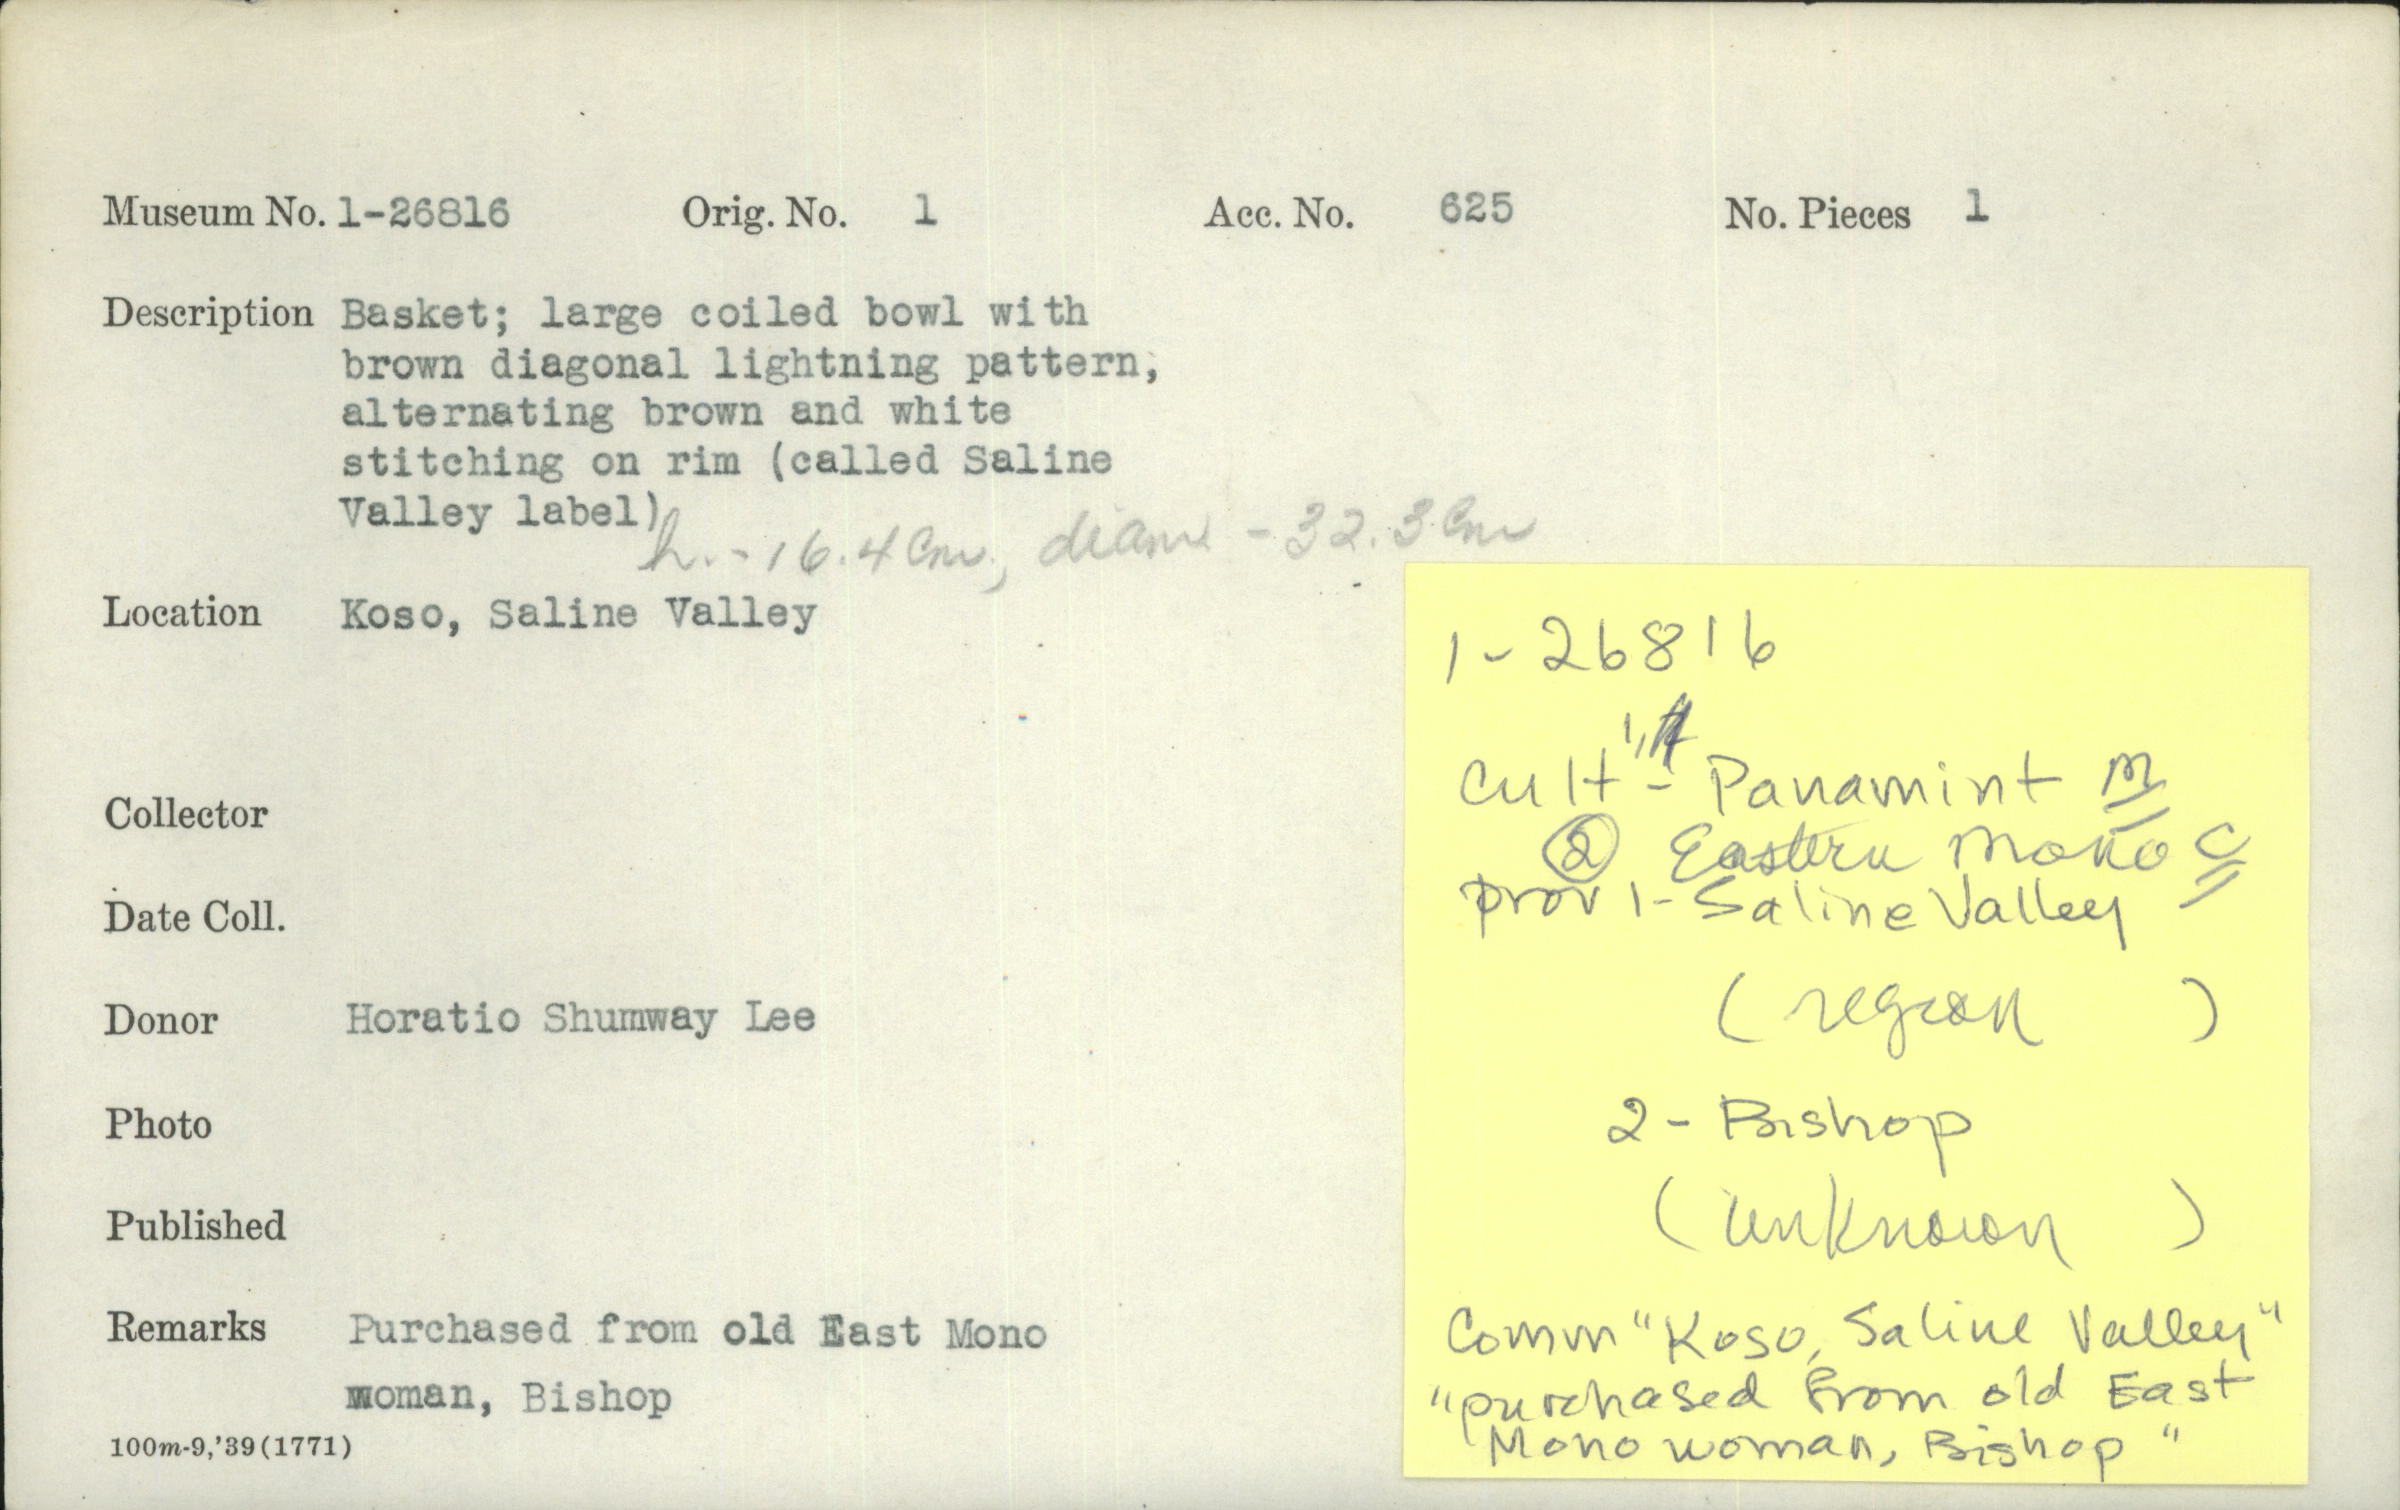 Museum No. 1-26816 Orig. No. 1 Acc. No. 625 No. Pieces 1
Description Basket; large coiled bowl with
brown diagonal lightning pattern,
alternating brown and white
stitching on rim (called Saline
Valley label)
h. - 16.4 cm, diam - 32.3 cm
Location Koso, Saline Valley
Collector
Date Coll.
Donor Horatio Shumway Lee
Photo
Published
Remarks Purchased from old East Mono
woman, Bishop
100m-9,'39(1771)
1-26816
Cult 1 - Panamint M
2 Eastern Mono C
prov 1- Saline Valley
(region)
2 - Bishop
(unknown)
Comm "Koso, Saline Valley"
"purchased from old East
Mono woman, Bishop"